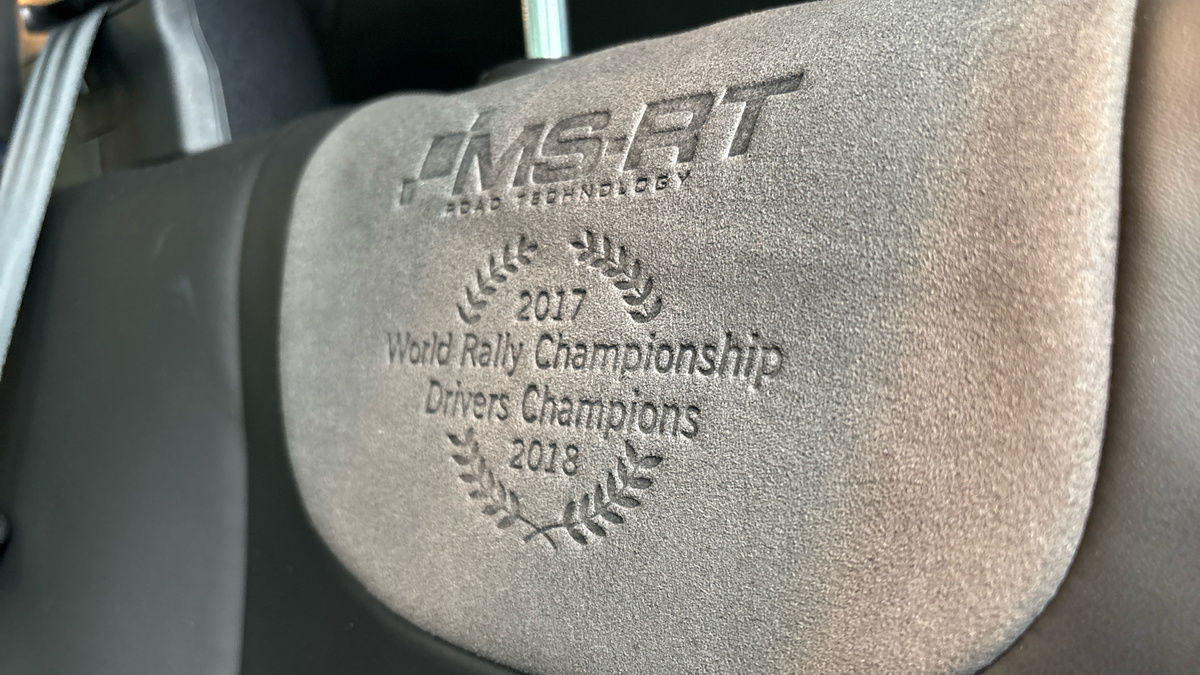 MS-RT
ROAD TECHNOLOGY
2017
World Rally Championship
Drivers Champions
2018